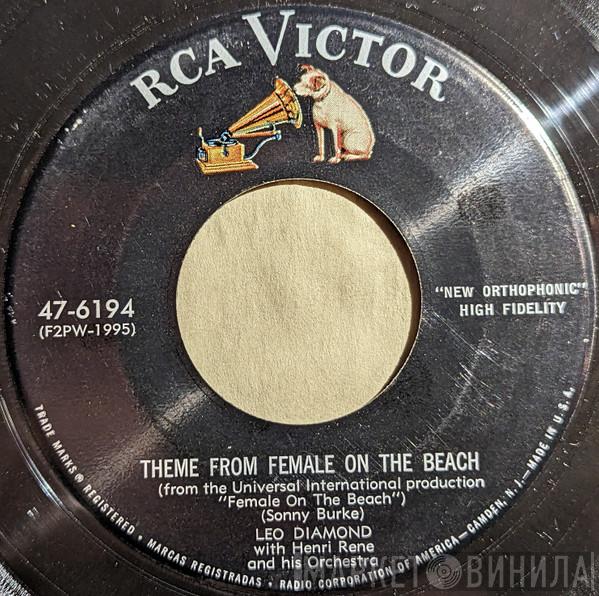 RCA VICTOR
47-6194
(F2PW-1995)
"NEW ORTHOPHONIC"
HIGH FIDELITY
THEME FROM FEMALE ON THE BEACH
(from the Universal International production
"Female On The Beach")
(Sonny Burke)
LEO DIAMOND
with Henri Rene
and his Orchestra
TRADE MARKS ® REGISTERED • MARCAS REGISTRADAS • RADIO CORPORATION OF AMERICA—CAMDEN, N. J.—MADE IN U. S. A.
МАРКЕТ ВИНИЛА